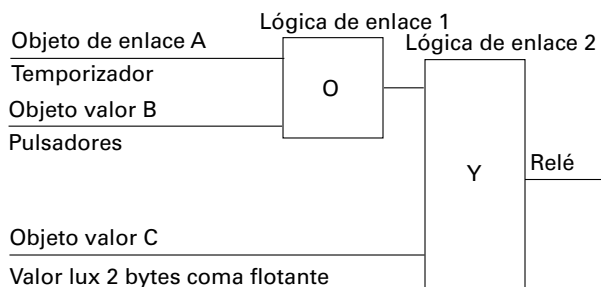 Lógica de enlace 1
Objeto de enlace A
Lógica de enlace 2
Temporizador
O
Objeto valor B
Pulsadores
Y
Relé
Objeto valor C
Valor lux 2 bytes coma flotante